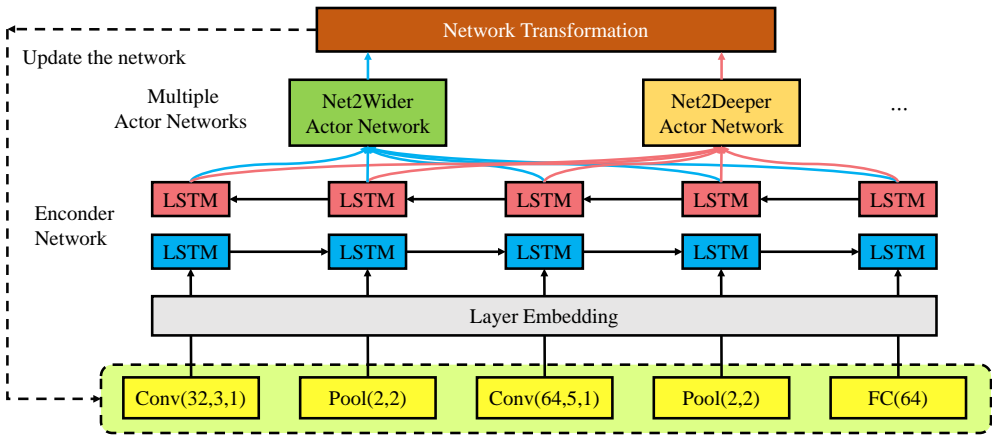 Network Transformation
Update the network
Multiple
Actor Networks
Net2Wider
Actor Network
Net2Deeper
Actor Network
...
LSTM LSTM LSTM LSTM LSTM
Enconder
Network
LSTM LSTM LSTM LSTM LSTM
Layer Embedding
Conv(32,3,1) Pool(2,2) Conv(64,5,1) Pool(2,2) FC(64)